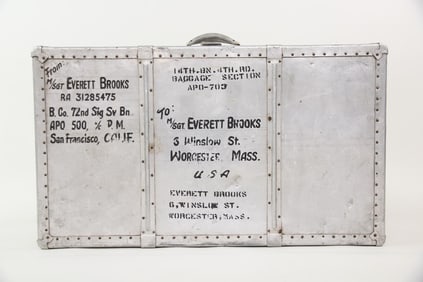 From:
M/Sgt EVERETT BROOKS
RA 31285475
B. Co. 72nd Sig Sv Bn.
APO 500, % P.M.
San Francisco, CALIF.
14TH.BN. 4TH.RD.
BAGGAGE SECTION
APO-703
To:
M/SGT EVERETT BROOKS
Winslow St.
WORCESTER, MASS.
U S A
EVERETT BROOKS
6, WINSLOW ST.
WORCESTER, MASS.